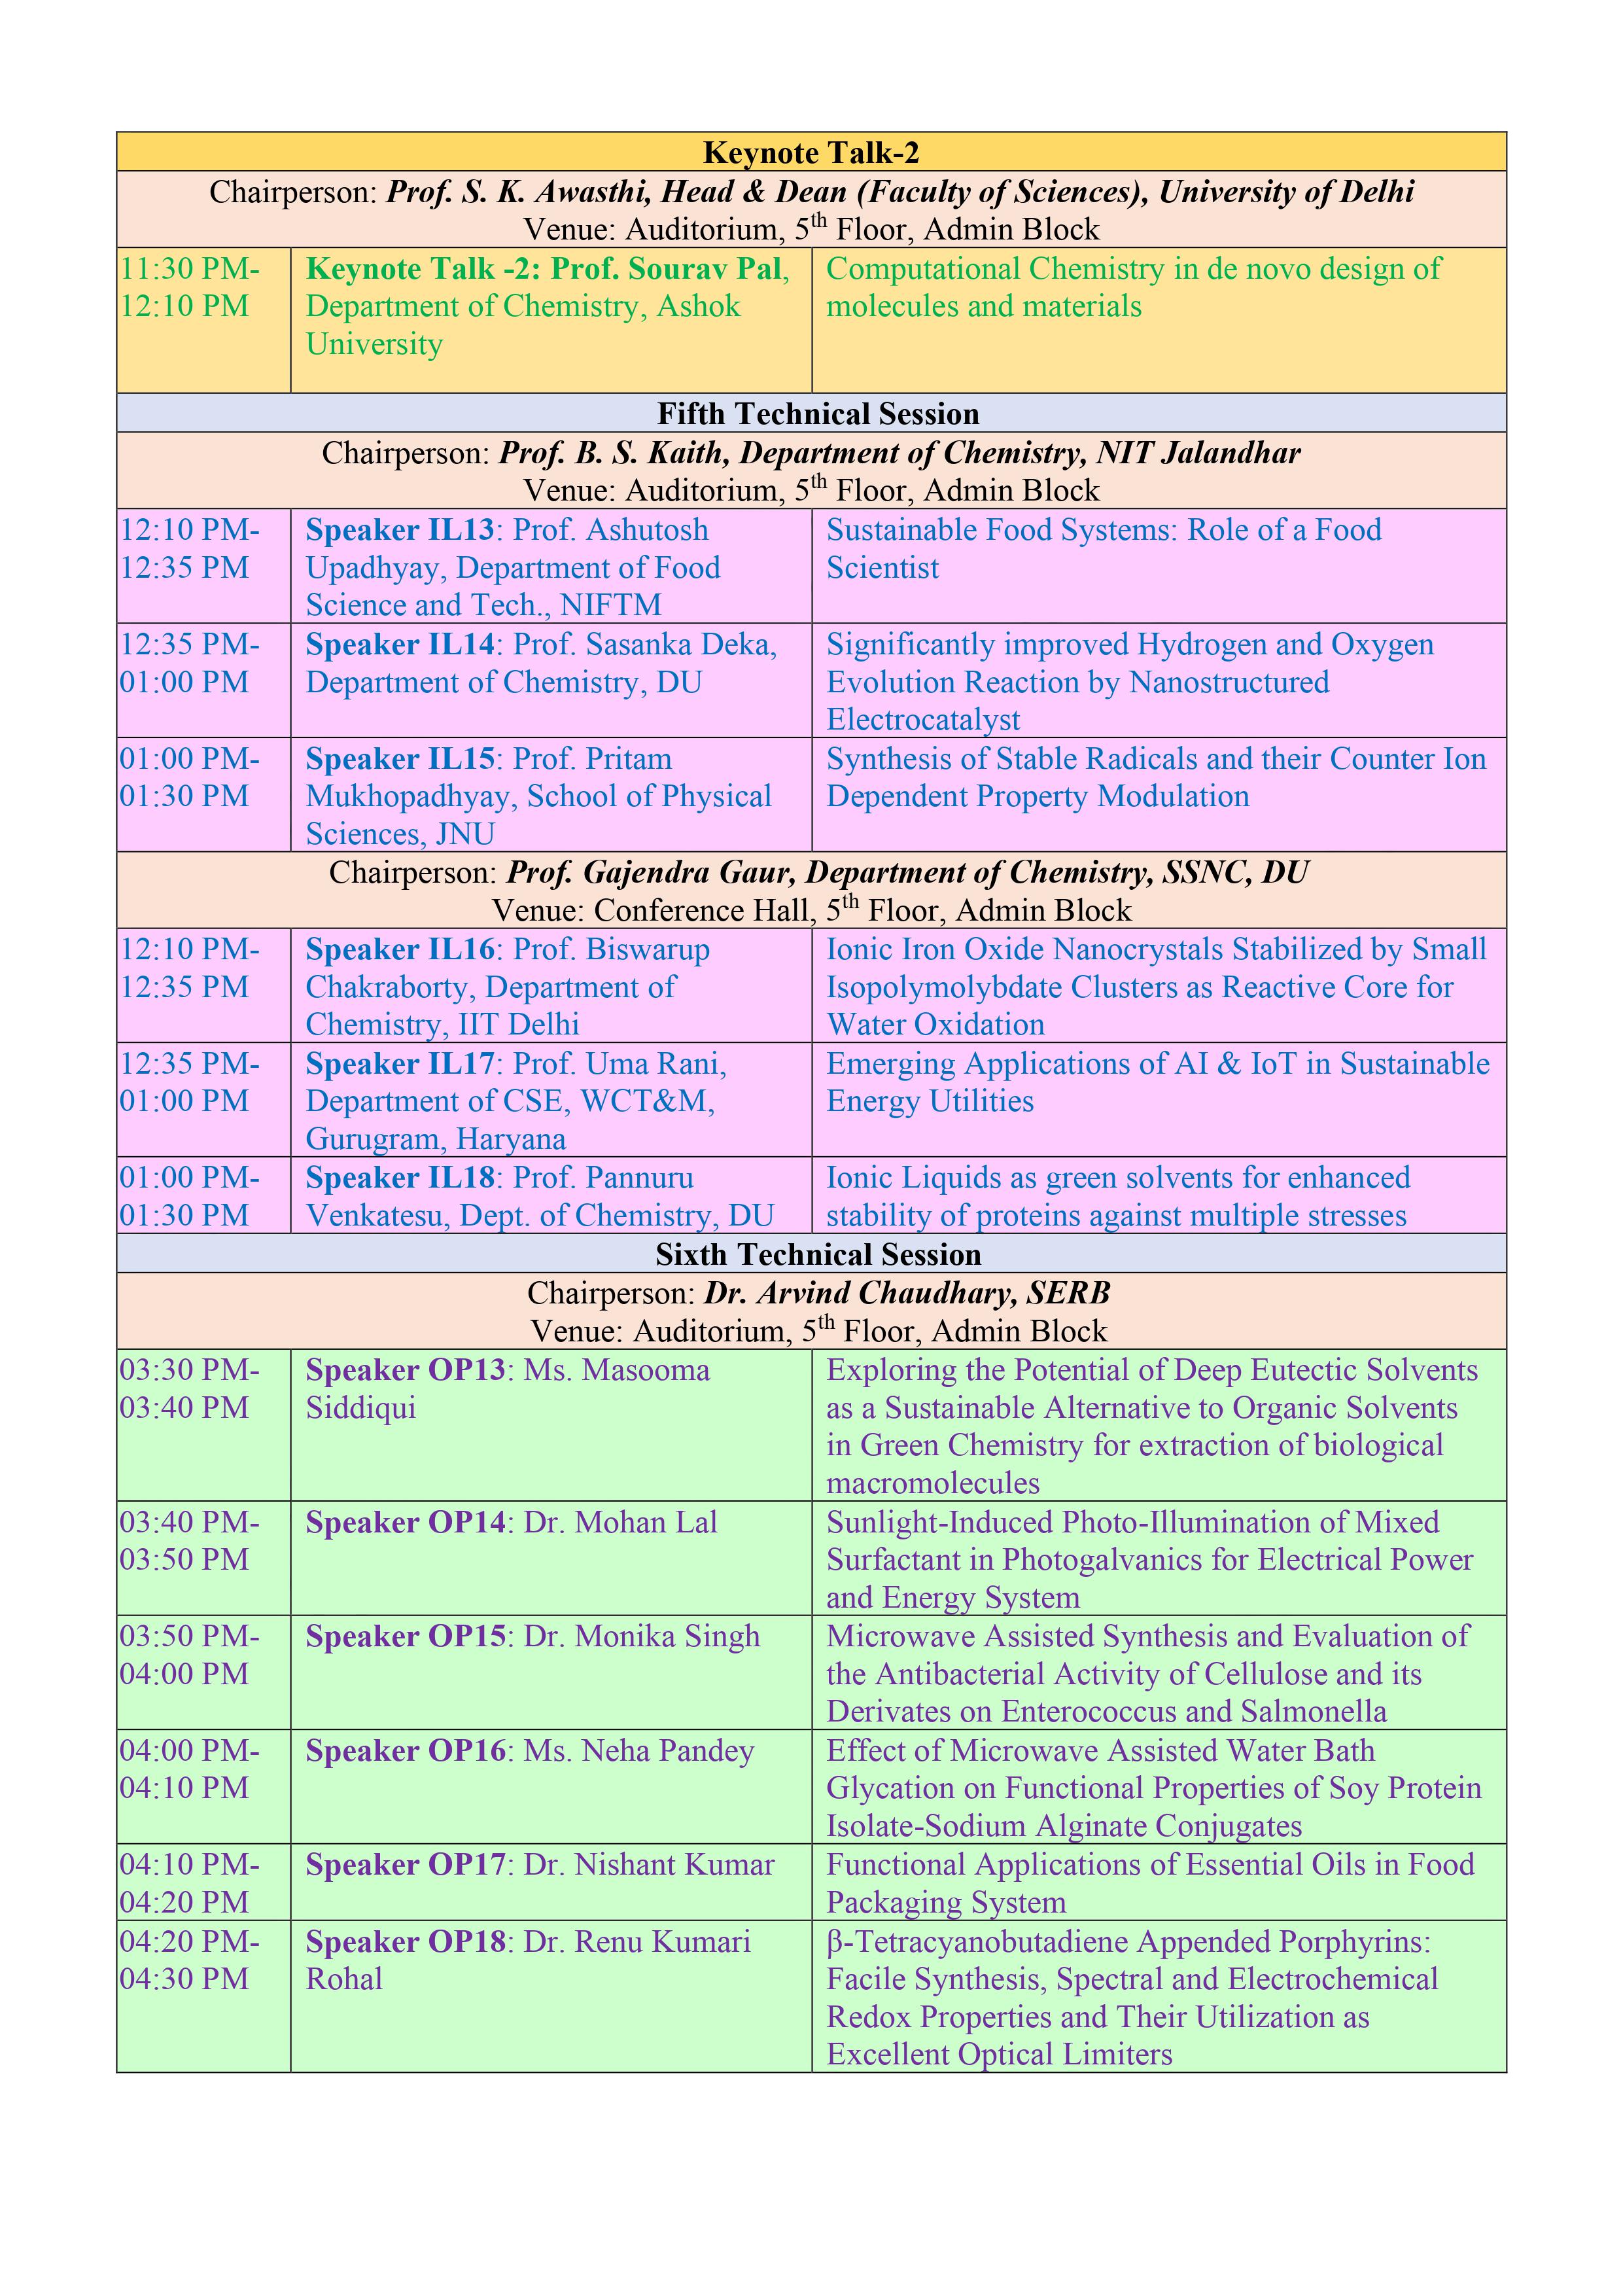 Keynote Talk-2
Chairperson: Prof. S. K. Awasthi, Head & Dean (Faculty of Sciences), University of Delhi
Venue: Auditorium, 5th Floor, Admin Block
11:30 PM-
12:10 PM
Keynote Talk -2: Prof. Sourav Pal,
Department of Chemistry, Ashok
University
Computational Chemistry in de novo design of
molecules and materials
Fifth Technical Session
Chairperson: Prof. B. S. Kaith, Department of Chemistry, NIT Jalandhar
Venue: Auditorium, 5th Floor, Admin Block
12:10 PM-
12:35 PM
Speaker IL13: Prof. Ashutosh
Upadhyay, Department of Food
Science and Tech., NIFTM
Sustainable Food Systems: Role of a Food
Scientist
12:35 PM-
01:00 PM
Speaker IL14: Prof. Sasanka Deka,
Department of Chemistry, DU
Significantly improved Hydrogen and Oxygen
Evolution Reaction by Nanostructured
Electrocatalyst
01:00 PM-
01:30 PM
Speaker IL15: Prof. Pritam
Mukhopadhyay, School of Physical
Sciences, JNU
Synthesis of Stable Radicals and their Counter Ion
Dependent Property Modulation
Chairperson: Prof. Gajendra Gaur, Department of Chemistry, SSNC, DU
Venue: Conference Hall, 5th Floor, Admin Block
12:10 PM-
12:35 PM
Speaker IL16: Prof. Biswarup
Chakraborty, Department of
Chemistry, IIT Delhi
Ionic Iron Oxide Nanocrystals Stabilized by Small
Isopolymolybdate Clusters as Reactive Core for
Water Oxidation
12:35 PM-
01:00 PM
Speaker IL17: Prof. Uma Rani,
Department of CSE, WCT&M,
Gurugram, Haryana
Emerging Applications of AI & IoT in Sustainable
Energy Utilities
01:00 PM-
01:30 PM
Speaker IL18: Prof. Pannuru
Venkatesu, Dept. of Chemistry, DU
Ionic Liquids as green solvents for enhanced
stability of proteins against multiple stresses
Sixth Technical Session
Chairperson: Dr. Arvind Chaudhary, SERB
Venue: Auditorium, 5th Floor, Admin Block
03:30 PM-
03:40 PM
Speaker OP13: Ms. Masooma
Siddiqui
Exploring the Potential of Deep Eutectic Solvents
as a Sustainable Alternative to Organic Solvents
in Green Chemistry for extraction of biological
macromolecules
03:40 PM-
03:50 PM
Speaker OP14: Dr. Mohan Lal
Sunlight-Induced Photo-Illumination of Mixed
Surfactant in Photogalvanics for Electrical Power
and Energy System
03:50 PM-
04:00 PM
Speaker OP15: Dr. Monika Singh
Microwave Assisted Synthesis and Evaluation of
the Antibacterial Activity of Cellulose and its
Derivates on Enterococcus and Salmonella
04:00 PM-
04:10 PM
Speaker OP16: Ms. Neha Pandey
Effect of Microwave Assisted Water Bath
Glycation on Functional Properties of Soy Protein
Isolate-Sodium Alginate Conjugates
04:10 PM-
04:20 PM
Speaker OP17: Dr. Nishant Kumar
Functional Applications of Essential Oils in Food
Packaging System
04:20 PM-
04:30 PM
Speaker OP18: Dr. Renu Kumari
Rohal
β-Tetracyanobutadiene Appended Porphyrins:
Facile Synthesis, Spectral and Electrochemical
Redox Properties and Their Utilization as
Excellent Optical Limiters